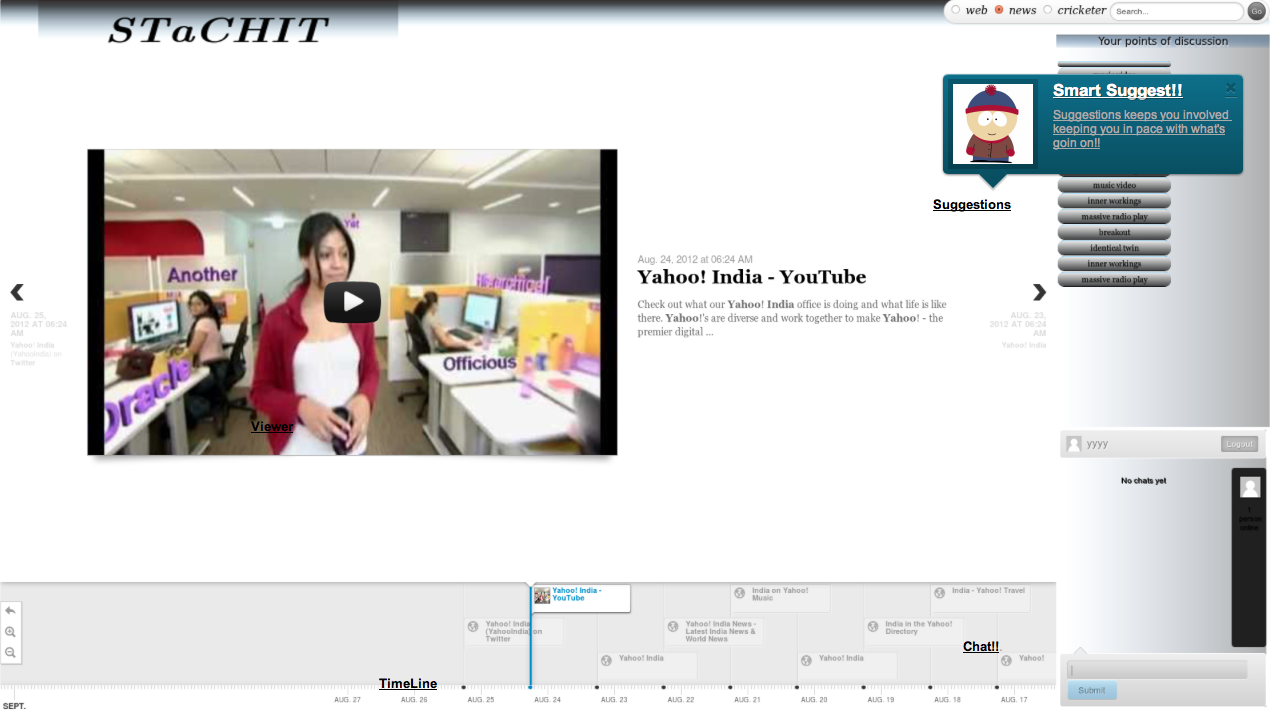 STaCHIT
web news cricketer Search... Go
Your points of discussion
Smart Suggest!!
Suggestions keeps you involved
keeping you in pace with what's
goin on!!
Suggestions
music video
inner workings
massive radio play
breakout
identical twin
inner workings
massive radio play
Yet
Another
Officious
Oracle
Viewer
Aug. 24, 2012 at 06:24 AM
Yahoo! India - YouTube
Check out what our Yahoo! India office is doing and what life is like
there. Yahoo!'s are diverse and work together to make Yahoo! - the
premier digital ...
AUG. 25,
2012 AT 06:24
AM
Yahoo! India
(YahooIndia) on
Twitter
AUG. 23,
2012 AT 06:24
AM
Yahoo! India
yyyy
Logout
No chats yet
1
person
online
Submit
Chat!!
Yahoo! India -
YouTube
India on Yahoo!
Music
India - Yahoo! Travel
Yahoo! India
(YahooIndia) on
Twitter
Yahoo! India News -
Latest India News &
World News
India in the Yahoo!
Directory
Yahoo! India
Yahoo! India
Yahoo!
TimeLine
SEPT.
AUG. 27
AUG. 26
AUG. 25
AUG. 24
AUG. 23
AUG. 22
AUG. 21
AUG. 20
AUG. 19
AUG. 18
AUG. 17